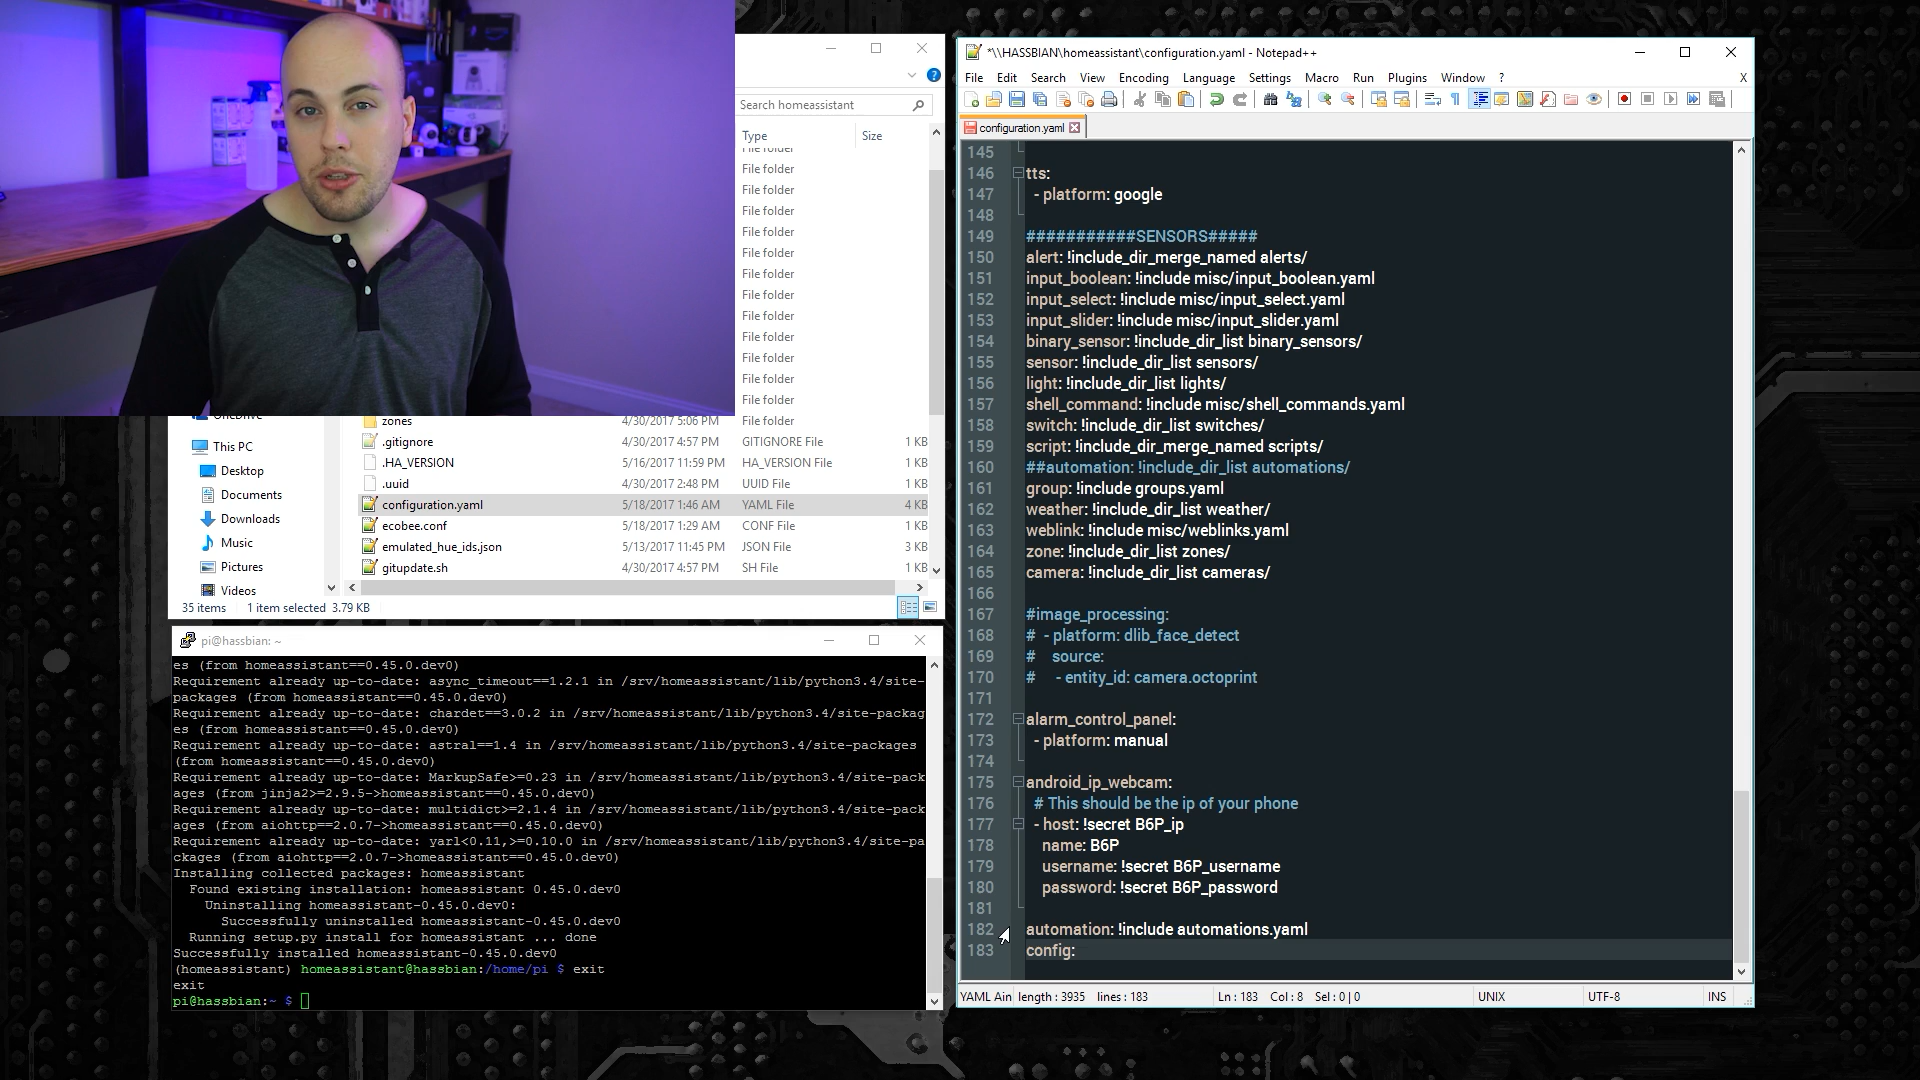 Search homeassistant
Type Size
File folder
File folder
File folder
File folder
File folder
File folder
File folder
File folder
File folder
File folder
File folder
File folder
zones 4/30/2017 5:06 PM File folder
.gitignore 4/30/2017 4:57 PM GITIGNORE File 1 KB
.HA_VERSION 5/16/2017 11:59 PM HA_VERSION File 1 KB
.uuid 4/30/2017 2:48 PM UUID File 1 KB
configuration.yaml 5/18/2017 1:46 AM YAML File 4 KB
ecobee.conf 5/18/2017 1:29 AM CONF File 1 KB
emulated_hue_ids.json 5/13/2017 11:45 PM JSON File 3 KB
gitupdate.sh 4/30/2017 4:57 PM SH File 1 KB
OneDrive
This PC
Desktop
Documents
Downloads
Music
Pictures
Videos
35 items 1 item selected 3.79 KB
pi@hassbian: ~
es (from homeassistant==0.45.0.dev0)
Requirement already up-to-date: async_timeout==1.2.1 in /srv/homeassistant/lib/python3.4/site-
packages (from homeassistant==0.45.0.dev0)
Requirement already up-to-date: chardet==3.0.2 in /srv/homeassistant/lib/python3.4/site-packag
es (from homeassistant==0.45.0.dev0)
Requirement already up-to-date: astral==1.4 in /srv/homeassistant/lib/python3.4/site-packages
(from homeassistant==0.45.0.dev0)
Requirement already up-to-date: MarkupSafe>=0.23 in /srv/homeassistant/lib/python3.4/site-pack
ages (from jinja2>=2.9.5->homeassistant==0.45.0.dev0)
Requirement already up-to-date: multidict>=2.1.4 in /srv/homeassistant/lib/python3.4/site-pack
ages (from aiohttp==2.0.7->homeassistant==0.45.0.dev0)
Requirement already up-to-date: yarl<0.11,>=0.10.0 in /srv/homeassistant/lib/python3.4/site-pa
ckages (from aiohttp==2.0.7->homeassistant==0.45.0.dev0)
Installing collected packages: homeassistant
Found existing installation: homeassistant 0.45.0.dev0
Uninstalling homeassistant-0.45.0.dev0:
Successfully uninstalled homeassistant-0.45.0.dev0
Running setup.py install for homeassistant ... done
Successfully installed homeassistant-0.45.0.dev0
(homeassistant) homeassistant@hassbian:/home/pi $ exit
exit
pi@hassbian:~ $
*\\HASSBIAN\homeassistant\configuration.yaml - Notepad++
File Edit Search View Encoding Language Settings Macro Run Plugins Window ? X
configuration.yaml
145
146 tts:
147 - platform: google
148
149 ###########SENSORS#####
150 alert: !include_dir_merge_named alerts/
151 input_boolean: !include misc/input_boolean.yaml
152 input_select: !include misc/input_select.yaml
153 input_slider: !include misc/input_slider.yaml
154 binary_sensor: !include_dir_list binary_sensors/
155 sensor: !include_dir_list sensors/
156 light: !include_dir_list lights/
157 shell_command: !include misc/shell_commands.yaml
158 switch: !include_dir_list switches/
159 script: !include_dir_merge_named scripts/
160 ##automation: !include_dir_list automations/
161 group: !include groups.yaml
162 weather: !include_dir_list weather/
163 weblink: !include misc/weblinks.yaml
164 zone: !include_dir_list zones/
165 camera: !include_dir_list cameras/
166
167 #image_processing:
168 # - platform: dlib_face_detect
169 # source:
170 # - entity_id: camera.octoprint
171
172 alarm_control_panel:
173 - platform: manual
174
175 android_ip_webcam:
176 # This should be the ip of your phone
177 - host: !secret B6P_ip
178 name: B6P
179 username: !secret B6P_username
180 password: !secret B6P_password
181
182 automation: !include automations.yaml
183 config:
YAML Ain length : 3935 lines : 183 Ln : 183 Col : 8 Sel : 0 | 0 UNIX UTF-8 INS